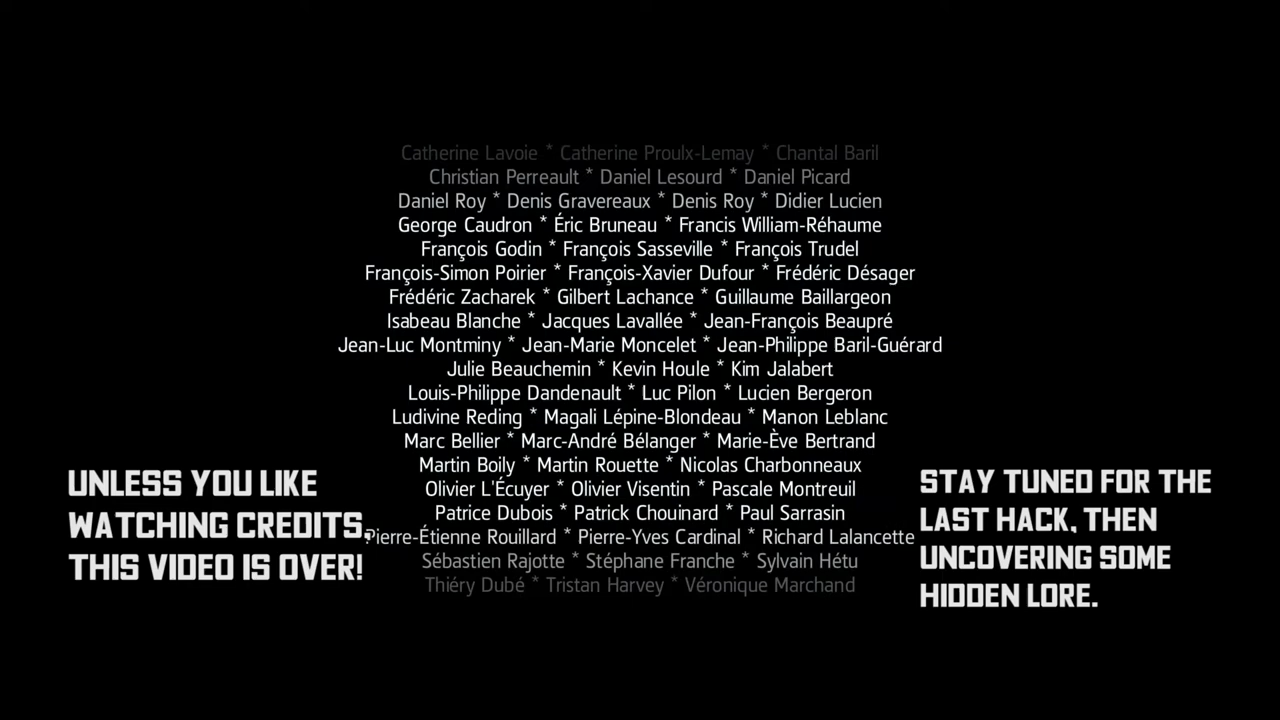 Catherine Lavoie * Catherine Proulx-Lemay * Chantal Baril
Christian Perreault * Daniel Lesourd * Daniel Picard
Daniel Roy * Denis Gravereaux * Denis Roy * Didier Lucien
George Caudron * Éric Bruneau * Francis William-Réhaume
François Godin * François Sasseville * François Trudel
François-Simon Poirier * François-Xavier Dufour * Frédéric Désager
Frédéric Zacharek * Gilbert Lachance * Guillaume Baillargeon
Isabeau Blanche * Jacques Lavallée * Jean-François Beaupré
Jean-Luc Montminy * Jean-Marie Moncelet * Jean-Philippe Baril-Guérard
Julie Beauchemin * Kevin Houle * Kim Jalabert
Louis-Philippe Dandenault * Luc Pilon * Lucien Bergeron
Ludivine Reding * Magali Lépine-Blondeau * Manon Leblanc
Marc Bellier * Marc-André Bélanger * Marie-Ève Bertrand
Martin Boily * Martin Rouette * Nicolas Charbonneaux
Olivier L'Écuyer * Olivier Visentin * Pascale Montreuil
Patrice Dubois * Patrick Chouinard * Paul Sarrasin
Pierre-Étienne Rouillard * Pierre-Yves Cardinal * Richard Lalancette
Sébastien Rajotte * Stéphane Franche * Sylvain Hétu
Thiéry Dubé * Tristan Harvey * Véronique Marchand
UNLESS YOU LIKE
WATCHING CREDITS,
THIS VIDEO IS OVER!
STAY TUNED FOR THE
LAST HACK, THEN
UNCOVERING SOME
HIDDEN LORE.